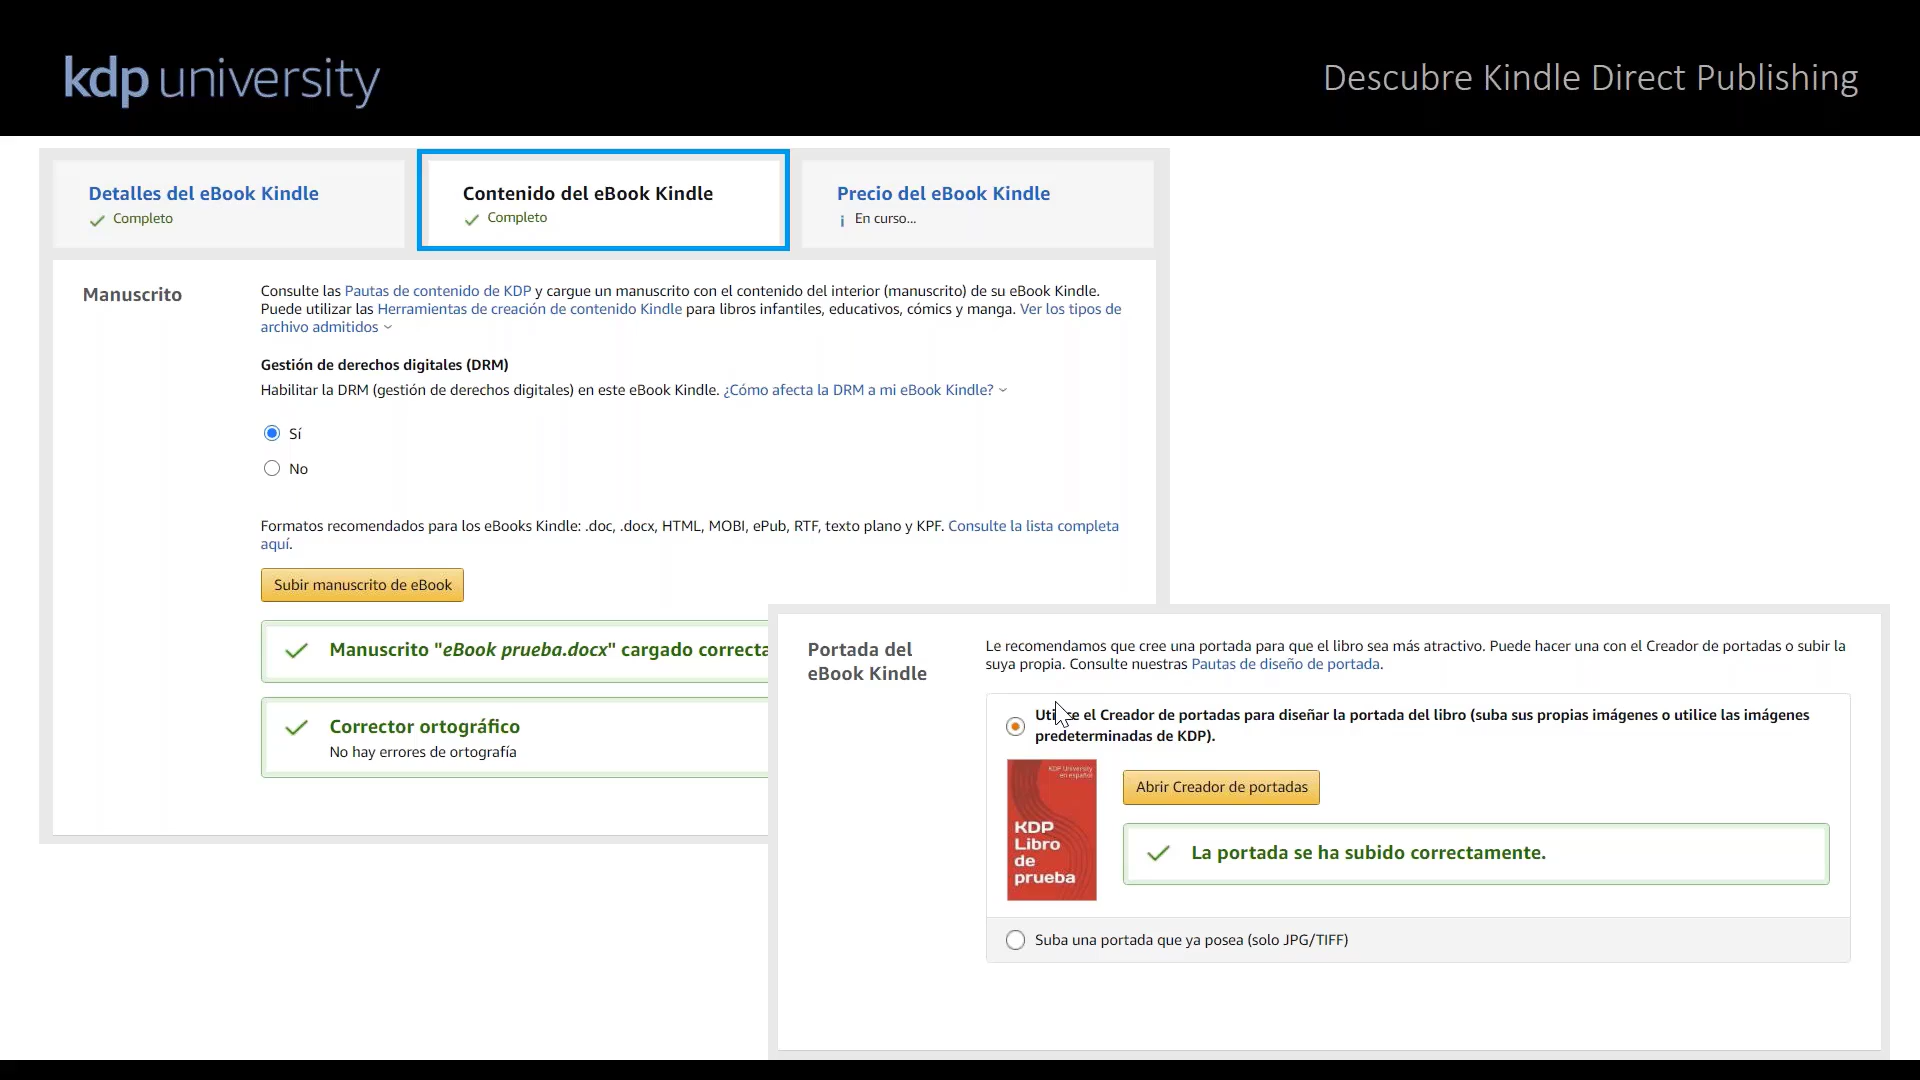 kdp university
Descubre Kindle Direct Publishing
Detalles del eBook Kindle
Completo
Contenido del eBook Kindle
Completo
Precio del eBook Kindle
En curso...
Manuscrito
Consulte las Pautas de contenido de KDP y cargue un manuscrito con el contenido del interior (manuscrito) de su eBook Kindle.
Puede utilizar las Herramientas de creación de contenido Kindle para libros infantiles, educativos, cómics y manga. Ver los tipos de
archivo admitidos
Gestión de derechos digitales (DRM)
Habilitar la DRM (gestión de derechos digitales) en este eBook Kindle. ¿Cómo afecta la DRM a mi eBook Kindle?
Sí
No
Formatos recomendados para los eBooks Kindle: .doc, .docx, HTML, MOBI, ePub, RTF, texto plano y KPF. Consulte la lista completa
aquí.
Subir manuscrito de eBook
Manuscrito "eBook prueba.docx" cargado correcta
Corrector ortográfico
No hay errores de ortografía
Portada del
eBook Kindle
Le recomendamos que cree una portada para que el libro sea más atractivo. Puede hacer una con el Creador de portadas o subir la
suya propia. Consulte nuestras Pautas de diseño de portada.
Utilice el Creador de portadas para diseñar la portada del libro (suba sus propias imágenes o utilice las imágenes
predeterminadas de KDP).
KDP University
en español
KDP
Libro
de
prueba
Abrir Creador de portadas
La portada se ha subido correctamente.
Suba una portada que ya posea (solo JPG/TIFF)